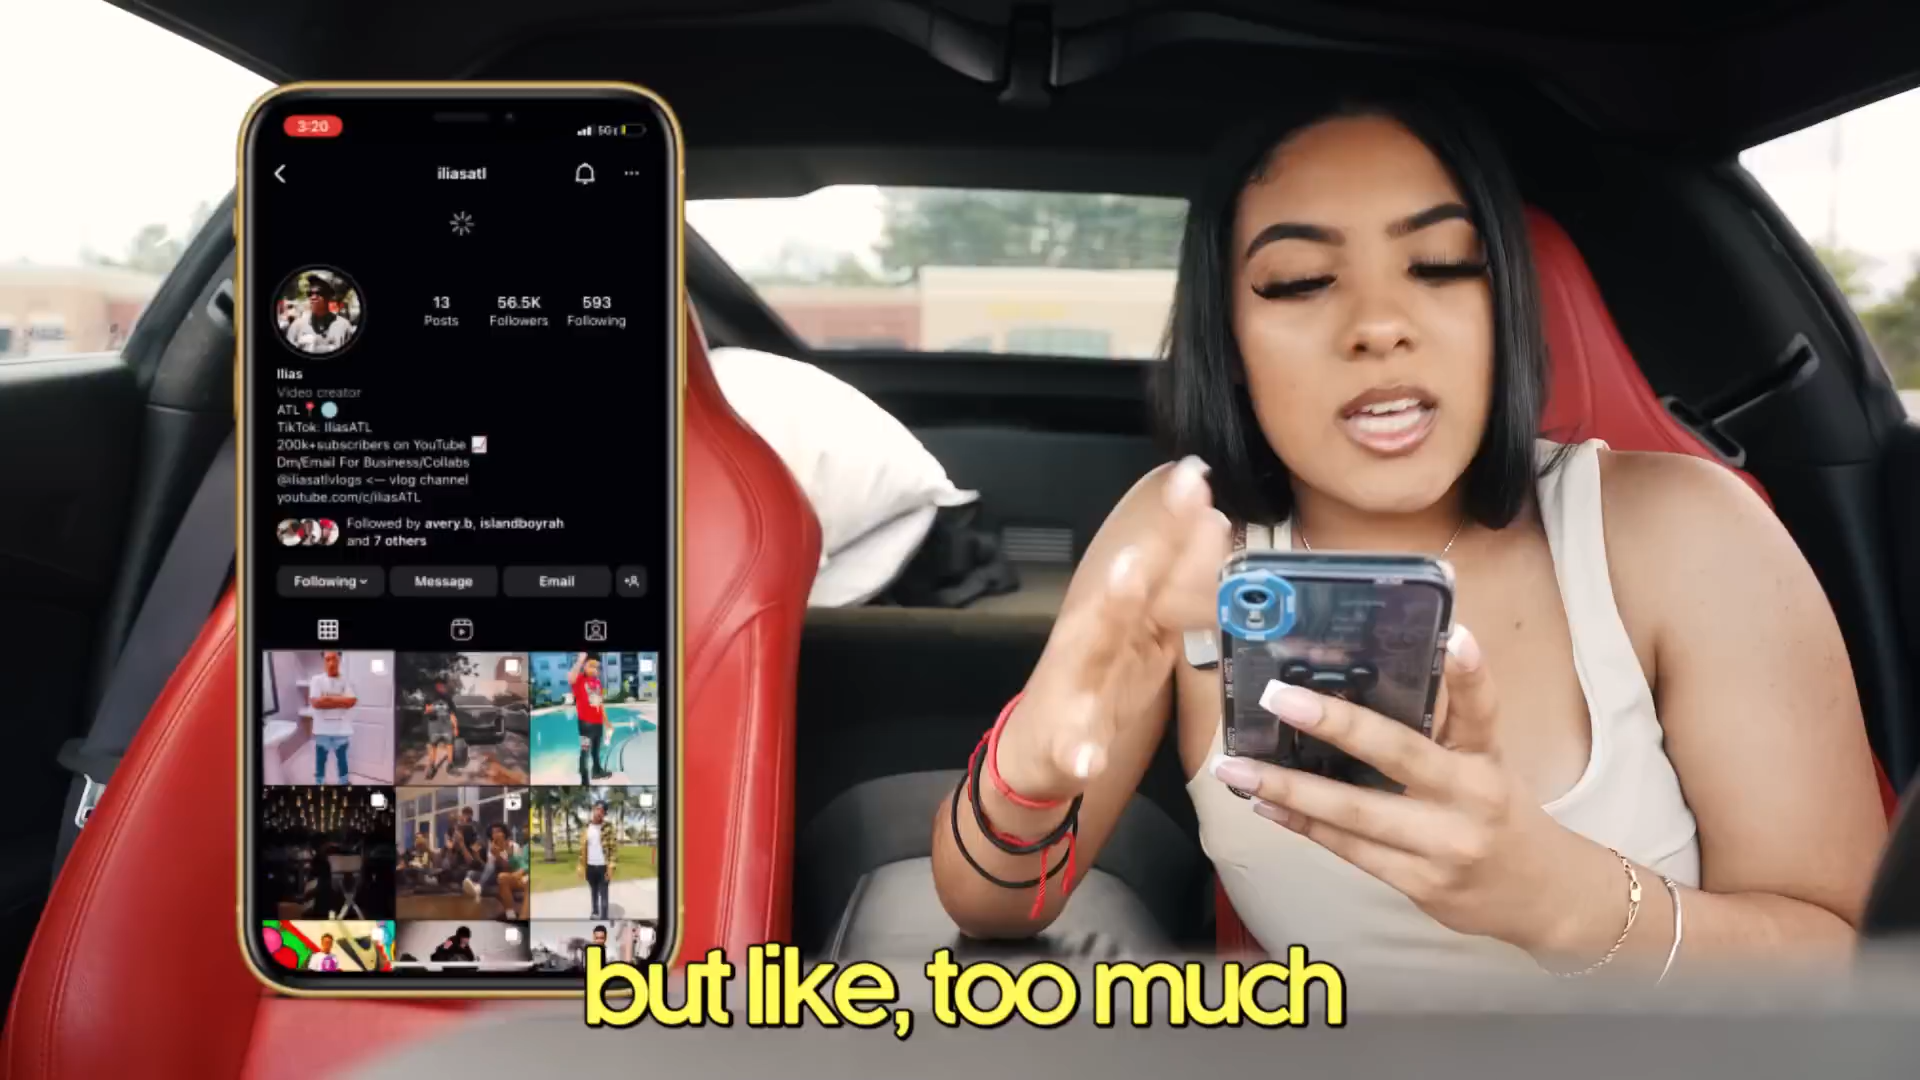 3:20
5G
iliasatl
13
56.5K
593
Posts
Followers
Following
Ilias
Video creator
ATL
TikTok: IliasATL
200k+subscribers on YouTube
Dm/Email For Business/Collabs
@iliasatlvlogs <— vlog channel
youtube.com/c/iliasATL
Followed by avery.b, islandboyrah
and 7 others
Following
Message
Email
but like, too much